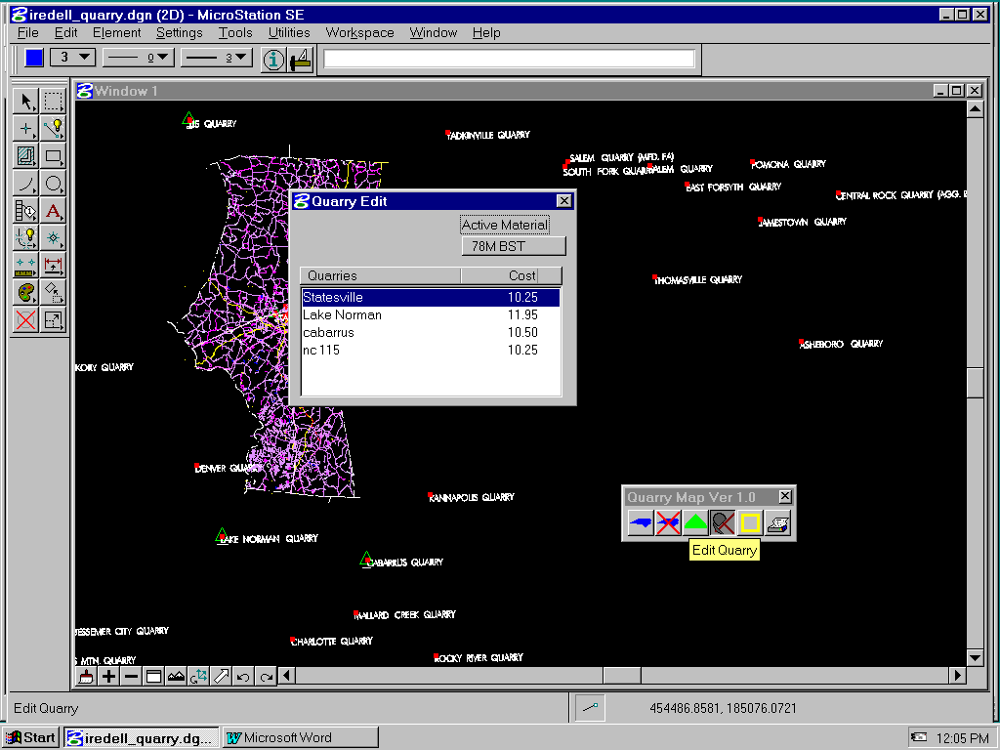 iredell_quarry.dgn (2D) - MicroStation SE
File Edit Element Settings Tools Utilities Workspace Window Help
3 0 3
Window 1
QUARRY
YADKINVILLE QUARRY
SALEM QUARRY (MFD. FA)
SOUTH FORK QUARRY SALEM QUARRY
POMONA QUARRY
EAST FORSYTH QUARRY
CENTRAL ROCK QUARRY (AGG.
JAMESTOWN QUARRY
Quarry Edit
Active Material
78M BST
Quarries Cost
Statesville 10.25
Lake Norman 11.95
cabarrus 10.50
nc 115 10.25
THOMASVILLE QUARRY
ASHEBORO QUARRY
KORY QUARRY
DENVER QUARRY
KANNAPOLIS QUARRY
Quarry Map Ver 1.0
Edit Quarry
LAKE NORMAN QUARRY
CABARRUS QUARRY
MALLARD CREEK QUARRY
ESSEMER CITY QUARRY
CHARLOTTE QUARRY
S MTN. QUARRY
ROCKY RIVER QUARRY
Edit Quarry
454486.8581, 185076.0721
Start iredell_quarry.dg... Microsoft Word 12:05 PM